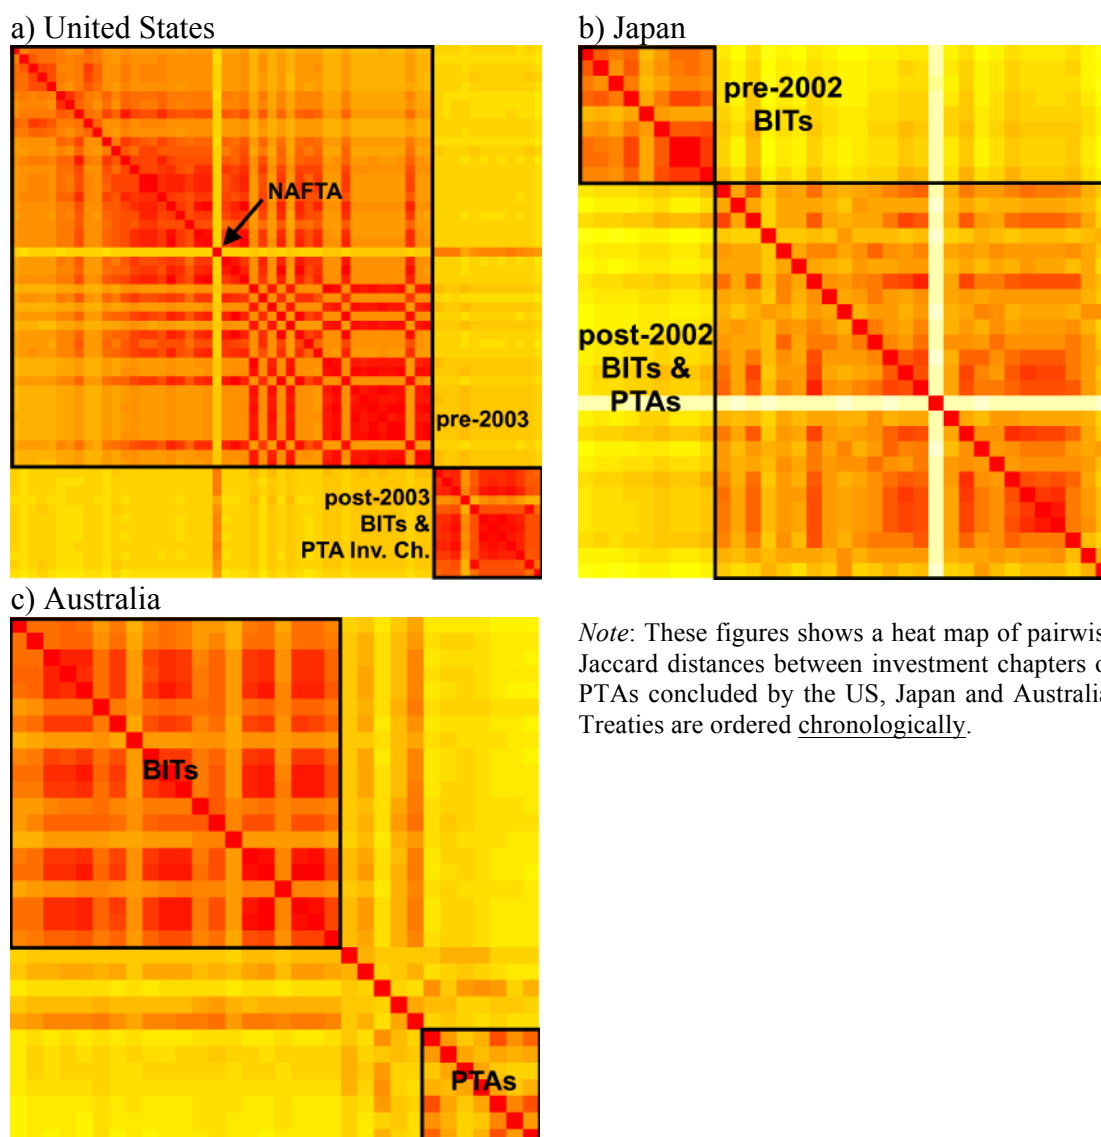 a) United States
NAFTA
pre-2003
post-2003
BITs &
PTA Inv. Ch.
b) Japan
pre-2002
BITs
post-2002
BITs &
PTAs
c) Australia
BITs
PTAs
Note: These figures shows a heat map of
Jaccard distances between investment chapters
PTAs concluded by the US, Japan and Australia
Treaties are ordered chronologically.